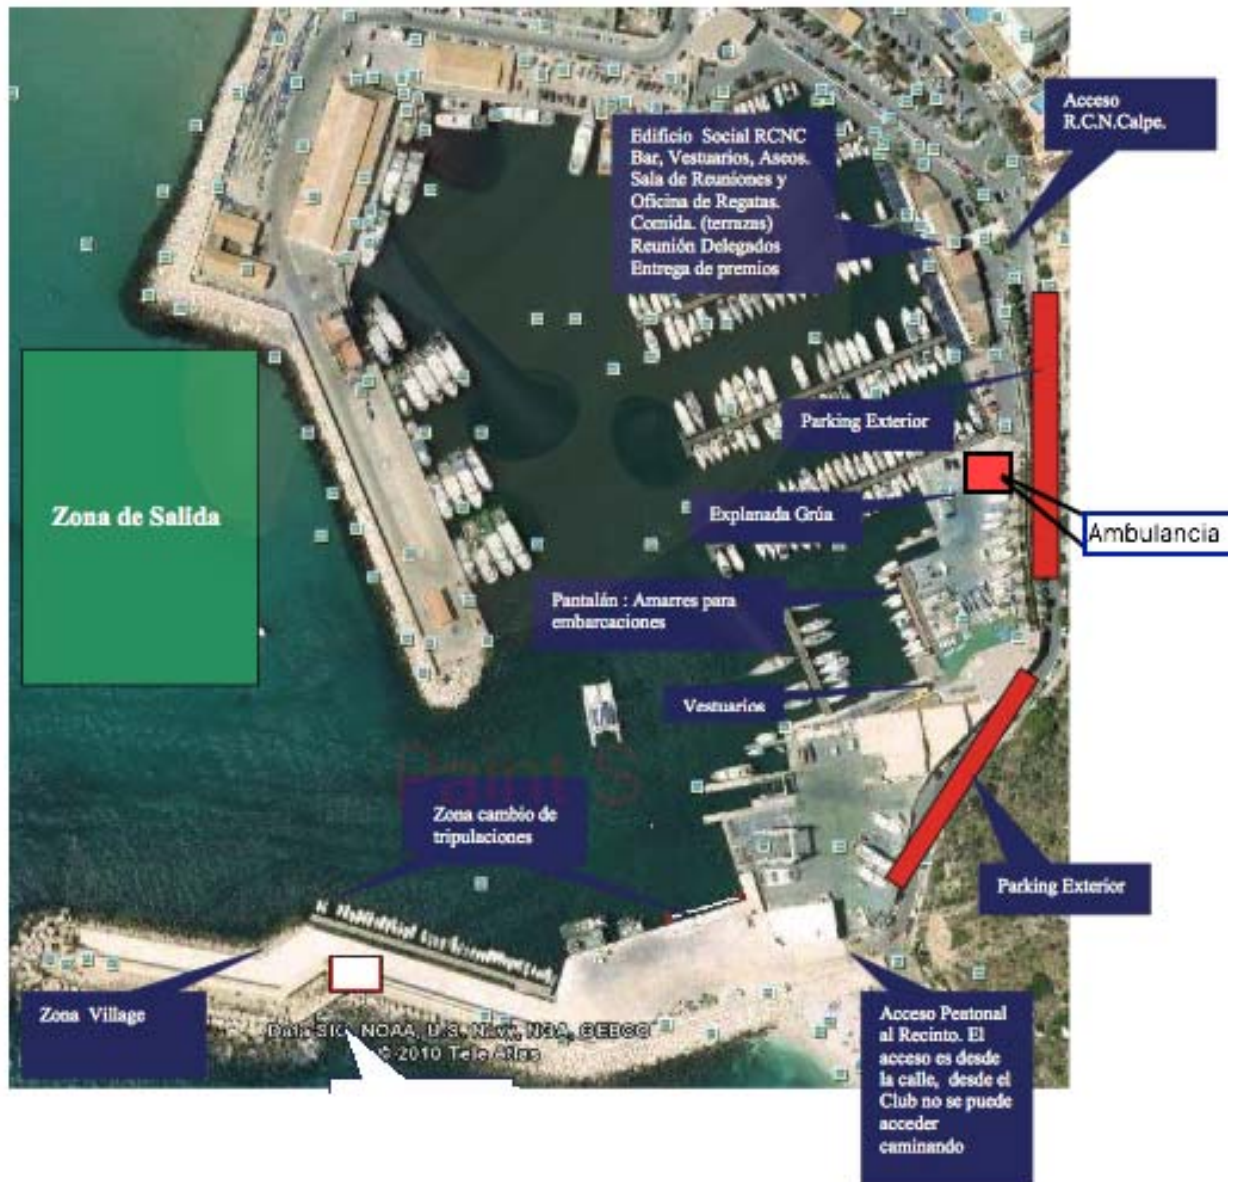 Acceso
R.C.N.Calpe.
Edificio Social RCNC
Bar, Vestuarios, Aseos.
Sala de Reuniones y
Oficina de Regatas.
Comida. (terrazas)
Reunión Delegados
Entrega de premios
Parking Exterior
Zona de Salida
Explanada Grúa
Ambulancia
Pantalán : Amarres para
embarcaciones
Vestuarios
Paint S
Zona cambio de
tripulaciones
Parking Exterior
Zona Village
Data SIO, NOAA, U.S. Navy, NGA, GEBCO
© 2010 Tele Atlas
Acceso Peatonal
al Recinto. El
acceso es desde
la calle, desde el
Club no se puede
acceder
caminando